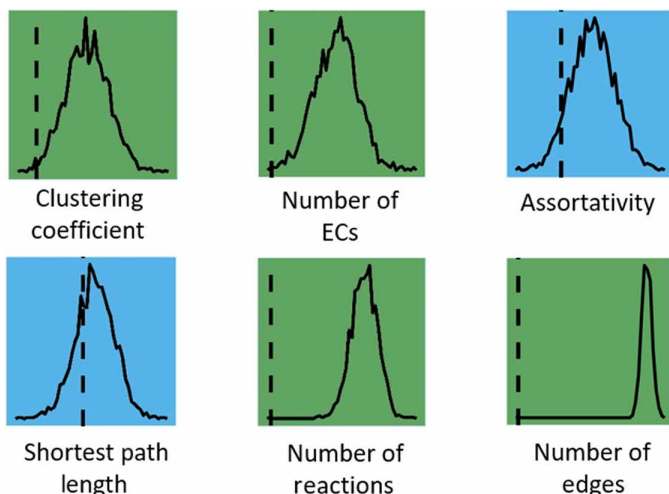 Clustering
coefficient
Number of
ECs
Assortativity
Shortest path
length
Number of
reactions
Number of
edges